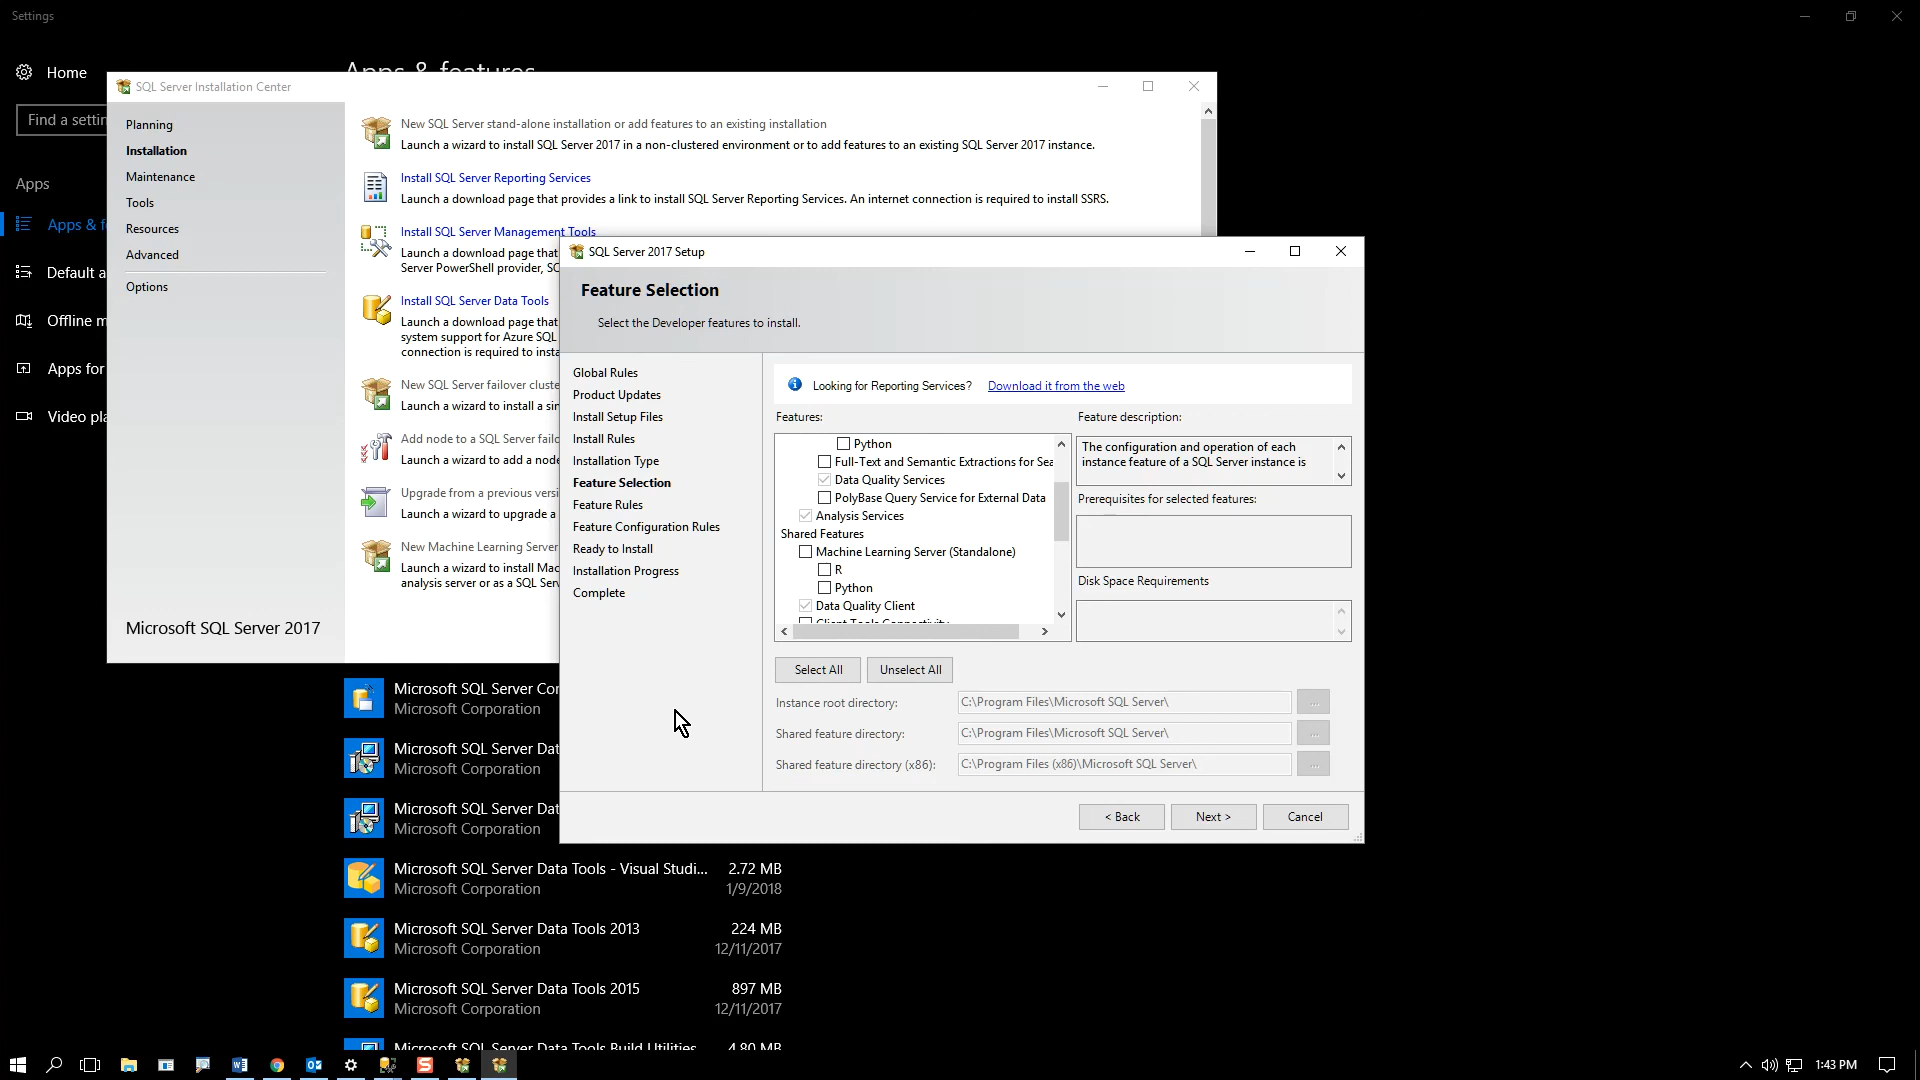 Settings
Home
Apps & features
Find a settin
Apps
Apps & f
Default a
Offline m
Apps for
Video pla
SQL Server Installation Center
Planning
Installation
Maintenance
Tools
Resources
Advanced
Options
Microsoft SQL Server 2017
New SQL Server stand-alone installation or add features to an existing installation
Launch a wizard to install SQL Server 2017 in a non-clustered environment or to add features to an existing SQL Server 2017 instance.
Install SQL Server Reporting Services
Launch a download page that provides a link to install SQL Server Reporting Services. An internet connection is required to install SSRS.
Install SQL Server Management Tools
Launch a download page that
Server PowerShell provider, SC
Install SQL Server Data Tools
Launch a download page that
system support for Azure SQL
connection is required to insta
New SQL Server failover cluste
Launch a wizard to install a sin
Add node to a SQL Server failo
Launch a wizard to add a node
Upgrade from a previous versi
Launch a wizard to upgrade a
New Machine Learning Server
Launch a wizard to install Mac
analysis server or as a SQL Serv
SQL Server 2017 Setup
Feature Selection
Select the Developer features to install.
Global Rules
Product Updates
Install Setup Files
Install Rules
Installation Type
Feature Selection
Feature Rules
Feature Configuration Rules
Ready to Install
Installation Progress
Complete
Looking for Reporting Services? Download it from the web
Features:
Python
Full-Text and Semantic Extractions for Sea
Data Quality Services
PolyBase Query Service for External Data
Analysis Services
Shared Features
Machine Learning Server (Standalone)
R
Python
Data Quality Client
Client Tools Connectivity
Feature description:
The configuration and operation of each
instance feature of a SQL Server instance is
Prerequisites for selected features:
Disk Space Requirements
Select All
Unselect All
Instance root directory: C:\Program Files\Microsoft SQL Server\ ...
Shared feature directory: C:\Program Files\Microsoft SQL Server\ ...
Shared feature directory (x86): C:\Program Files (x86)\Microsoft SQL Server\ ...
< Back
Next >
Cancel
Microsoft SQL Server Cor
Microsoft Corporation
Microsoft SQL Server Dat
Microsoft Corporation
Microsoft SQL Server Dat
Microsoft Corporation
Microsoft SQL Server Data Tools - Visual Studi... 2.72 MB
Microsoft Corporation 1/9/2018
Microsoft SQL Server Data Tools 2013 224 MB
Microsoft Corporation 12/11/2017
Microsoft SQL Server Data Tools 2015 897 MB
Microsoft Corporation 12/11/2017
Microsoft SQL Server Data Tools Build Utilities 4.80 MB
1:43 PM